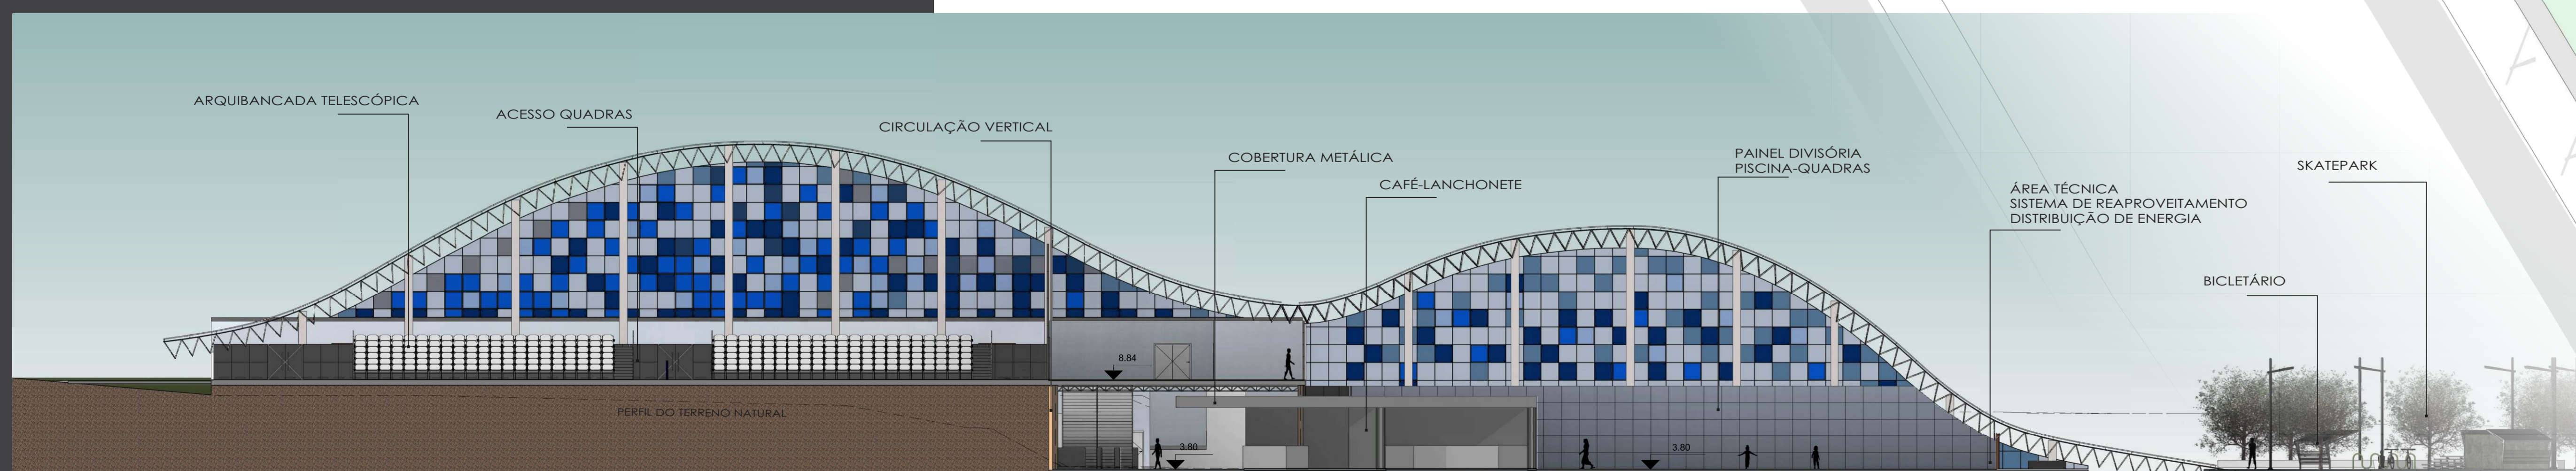 ARQUIBANCADA TELESCÓPICA
ACESSO QUADRAS
CIRCULAÇÃO VERTICAL
COBERTURA METÁLICA
CAFÉ-LANCHONETE
PAINEL DIVISÓRIA
PISCINA-QUADRAS
ÁREA TÉCNICA
SISTEMA DE REAPROVEITAMENTO
DISTRIBUIÇÃO DE ENERGIA
SKATEPARK
BICLETÁRIO
8.84
PERFIL DO TERRENO NATURAL
3.80
3.80